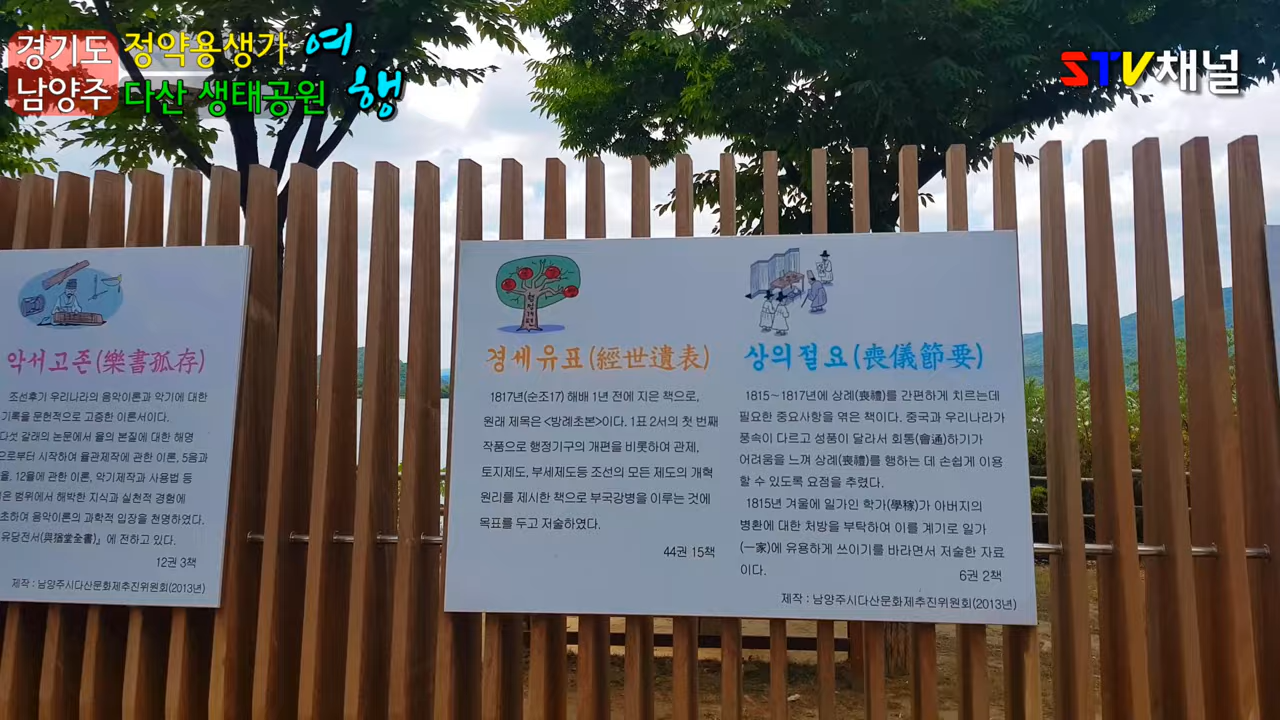 경기도 정약용생가 여행
남양주 다산 생태공원
STV채널
악서고존(樂書孤存)
조선후기 우리나라의 음악이론과 악기에 대한
기록을 문헌적으로 고증한 이론서이다.
다섯 갈래의 논문에서 율의 본질에 대한 해명
으로부터 시작하여 율관제작에 관한 이론, 5음과
율, 12율에 관한 이론, 악기제작과 사용법 등
범위에서 해박한 지식과 실천적 경험에
초하여 음악이론의 과학적 입장을 천명하였다.
유당전서(與猶堂全書)』에 전하고 있다.
12권 3책
제작 : 남양주시다산문화제추진위원회(2013년)
경세유표(經世遺表)
1817년(순조17) 해배 1년 전에 지은 책으로,
원래 제목은 <방례초본>이다. 1표 2서의 첫 번째
작품으로 행정기구의 개편을 비롯하여 관제,
토지제도, 부세제도등 조선의 모든 제도의 개혁
원리를 제시한 책으로 부국강병을 이루는 것에
목표를 두고 저술하였다.
44권 15책
상의절요(喪儀節要)
1815～1817년에 상례(喪禮)를 간편하게 치르는데
필요한 중요사항을 엮은 책이다. 중국과 우리나라가
풍속이 다르고 성품이 달라서 회통(會通)하기가
어려움을 느껴 상례(喪禮)를 행하는 데 손쉽게 이용
할 수 있도록 요점을 추렸다.
1815년 겨울에 일가인 학가(學稼)가 아버지의
병환에 대한 처방을 부탁하여 이를 계기로 일가
(一家)에 유용하게 쓰이기를 바라면서 저술한 자료
이다.
6권 2책
제작 : 남양주시다산문화제추진위원회(2013년)